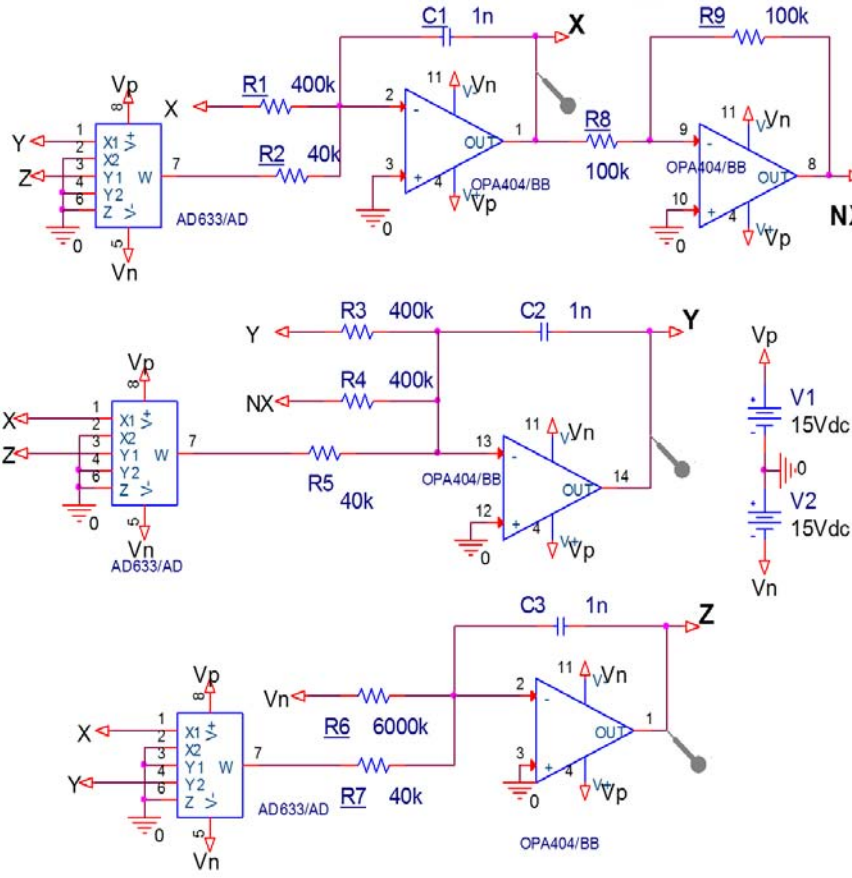 C1 1n
X
R9 100k
Vp
8
11 Vn
V-
X
R1 400k
2
-
Y
1
2
3
4
6
X1
X2
Y1
Y2
Z
V+
V-
W
7
Z
R2 40k
OUT
1
R8
100k
9
-
11
Vn
V-
OPA404/BB
OUT
8
3
+
4
V+
Vp
OPA404/BB
10
+
4
V+
Vp
0
0
0
AD633/AD
5
Vn
NX
R3 400k
C2 1n
Y
Y
Vp
8
NX
R4 400k
11
Vn
V-
X
1
2
3
4
6
X1
X2
Y1
Y2
Z
V+
V-
W
7
Z
R5
40k
13
-
OPA404/BB
OUT
14
12
+
4
V+
Vp
0
0
5
Vn
AD633/AD
Vp
V1
15Vdc
+
-
0
V2
15Vdc
+
-
Vn
C3 1n
Z
Vp
8
Vn
R6 6000k
11
Vn
V-
2
-
X
1
2
3
4
6
X1
X2
Y1
Y2
Z
V+
V-
W
7
Y
R7 40k
OUT
1
3
+
4
V+
Vp
0
0
AD633/AD
5
Vn
OPA404/BB